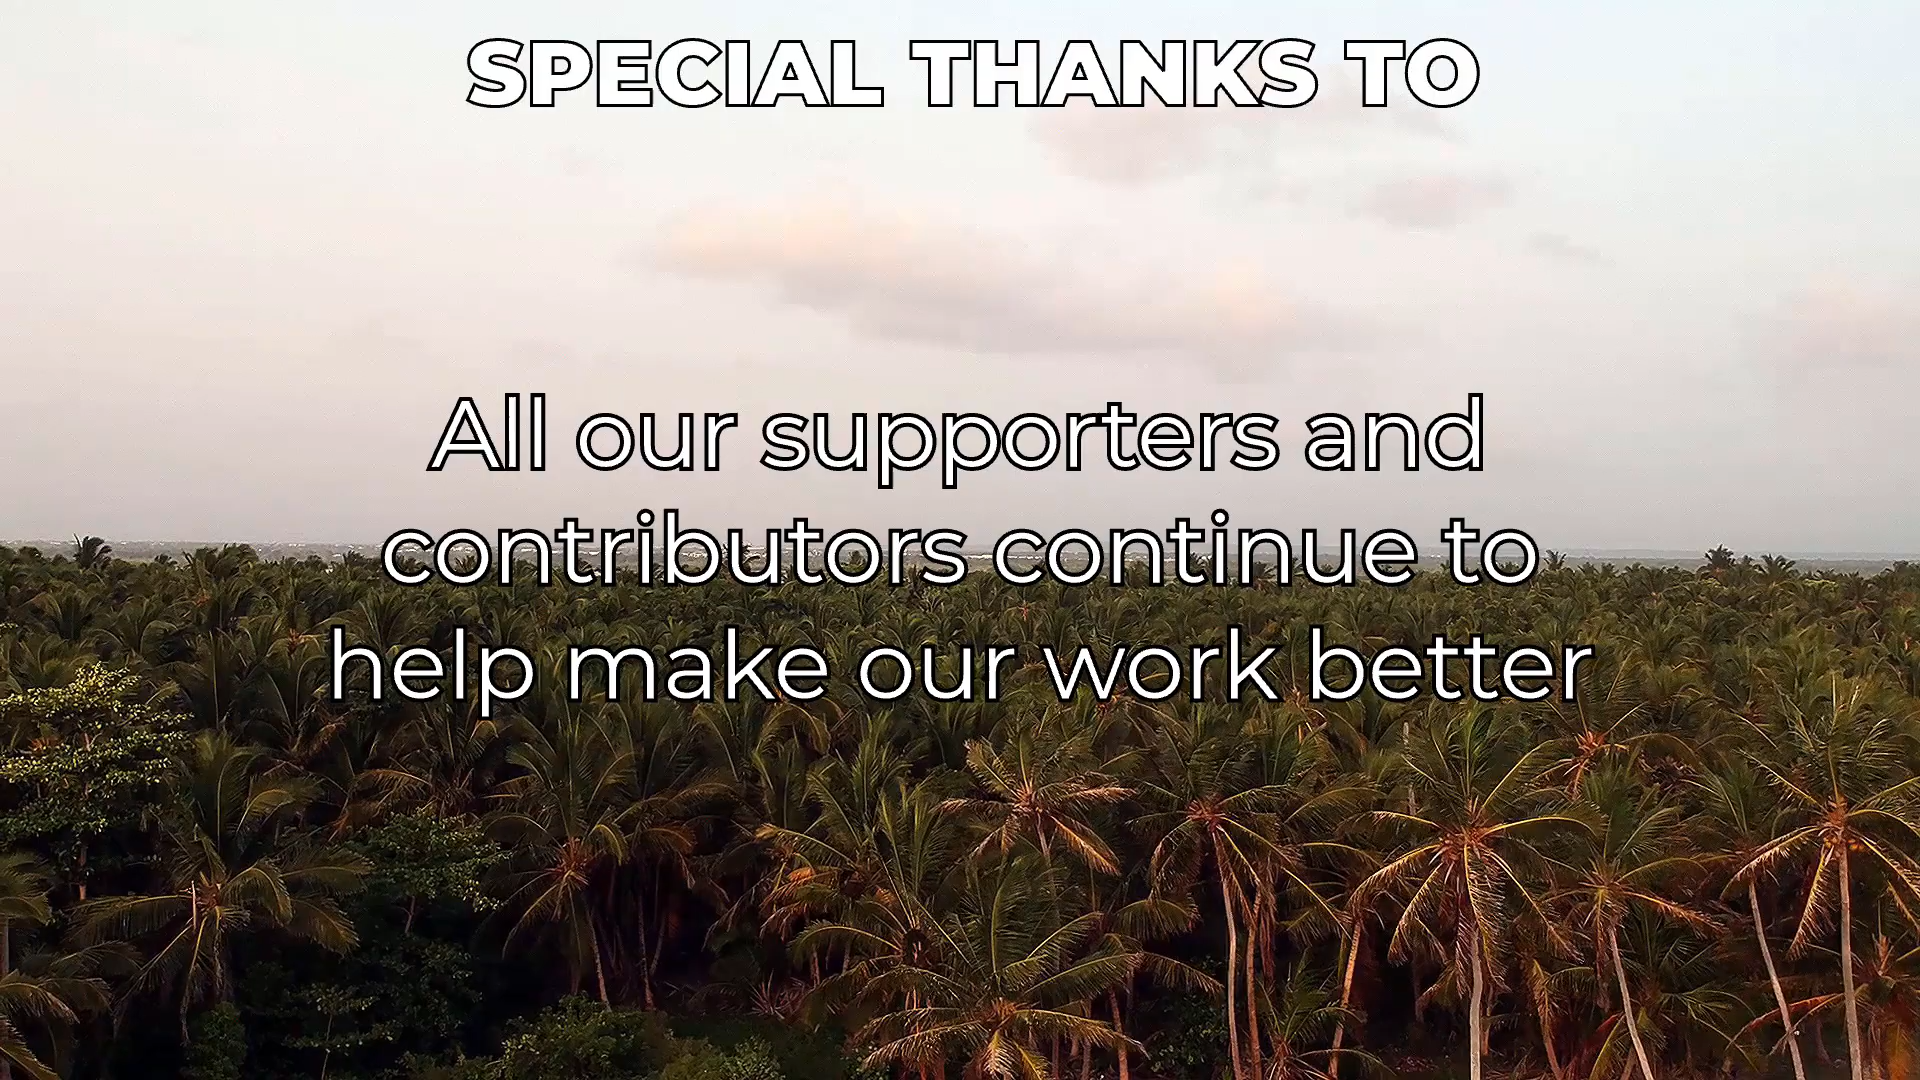 SPECIAL THANKS TO
All our supporters and
contributors continue to
help make our work better